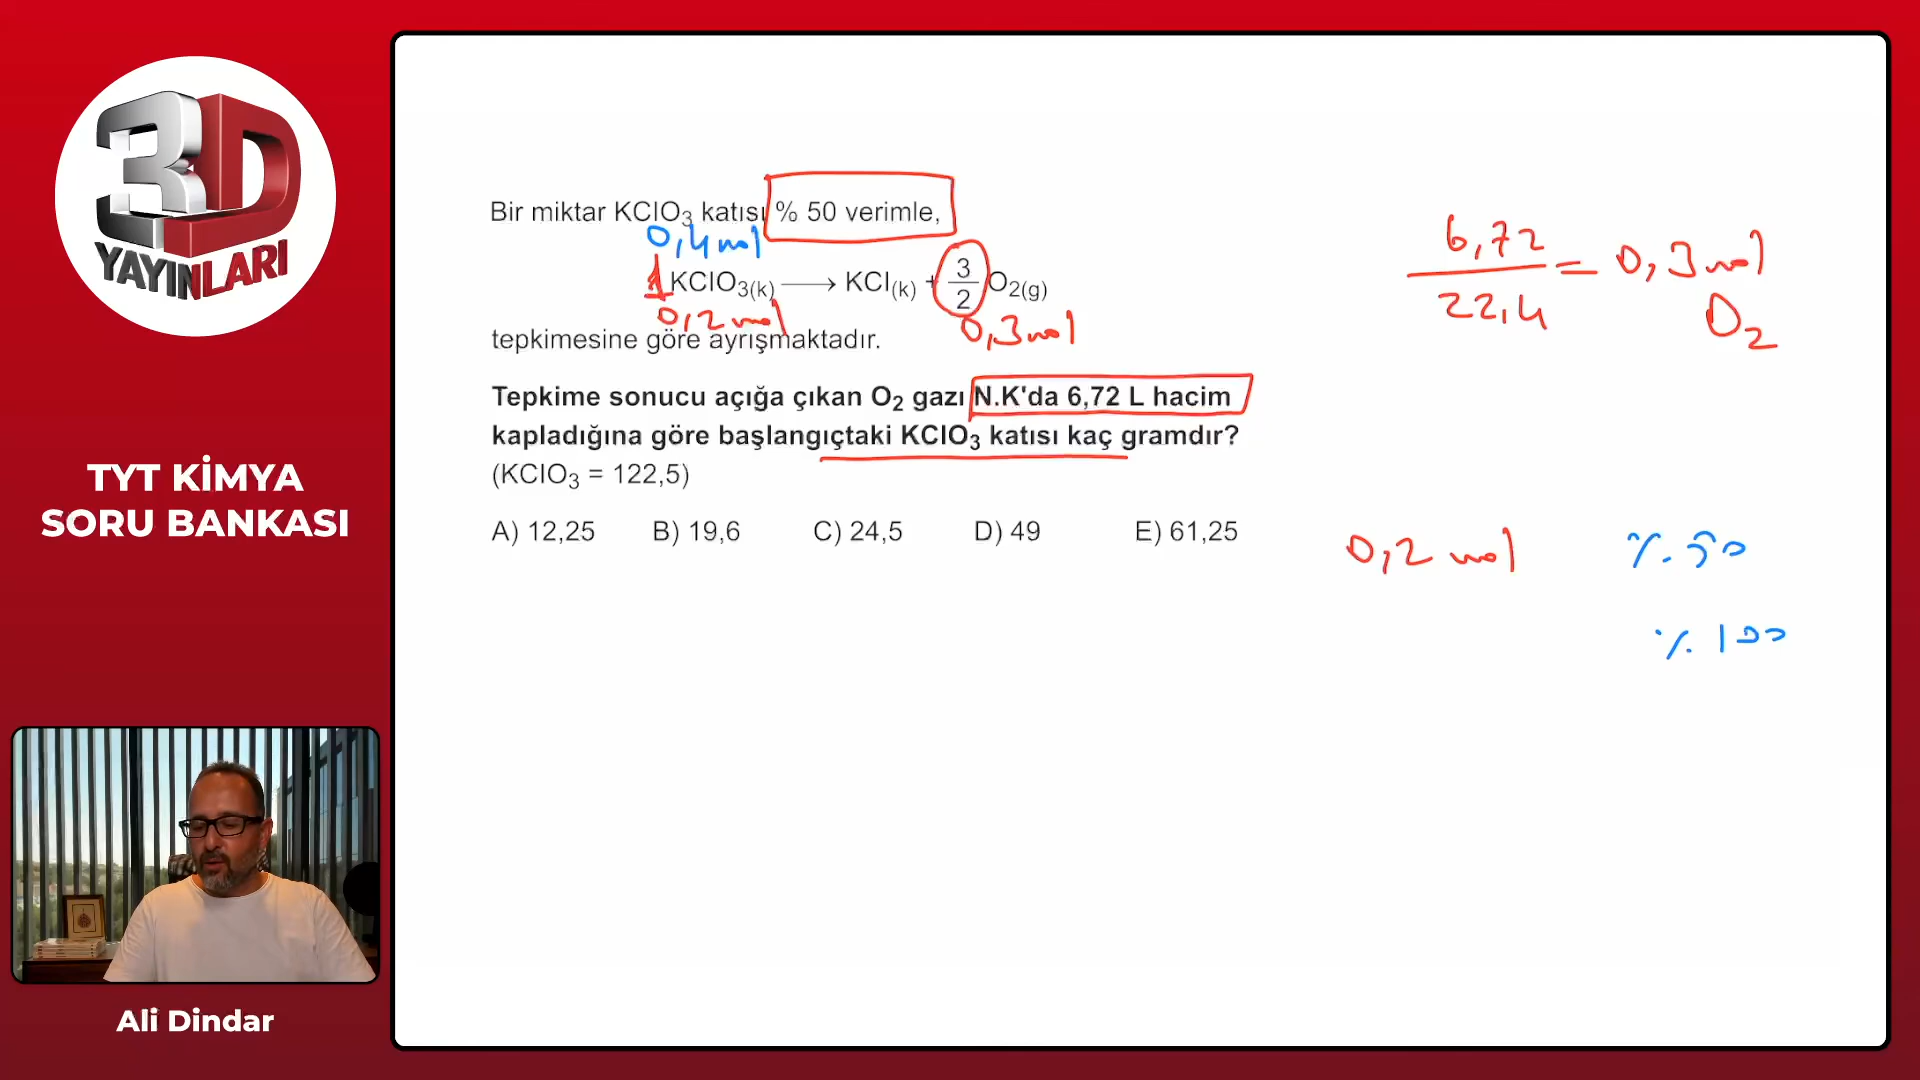 3D
YAYINLARI
TYT KİMYA
SORU BANKASI
Ali Dindar
Bir miktar KClO3 katısı % 50 verimle,
0,4 mol
1 KClO3(k) ⟶ KCl(k) + 3/2 O2(g)
0,2 mol 0,3 mol
tepkimesine göre ayrışmaktadır.
Tepkime sonucu açığa çıkan O2 gazı N.K'da 6,72 L hacim
kapladığına göre başlangıçtaki KClO3 katısı kaç gramdır?
(KClO3 = 122,5)
A) 12,25 B) 19,6 C) 24,5 D) 49 E) 61,25
6,72/22,4 = 0,3 mol
O2
0,2 mol % 50
% 100